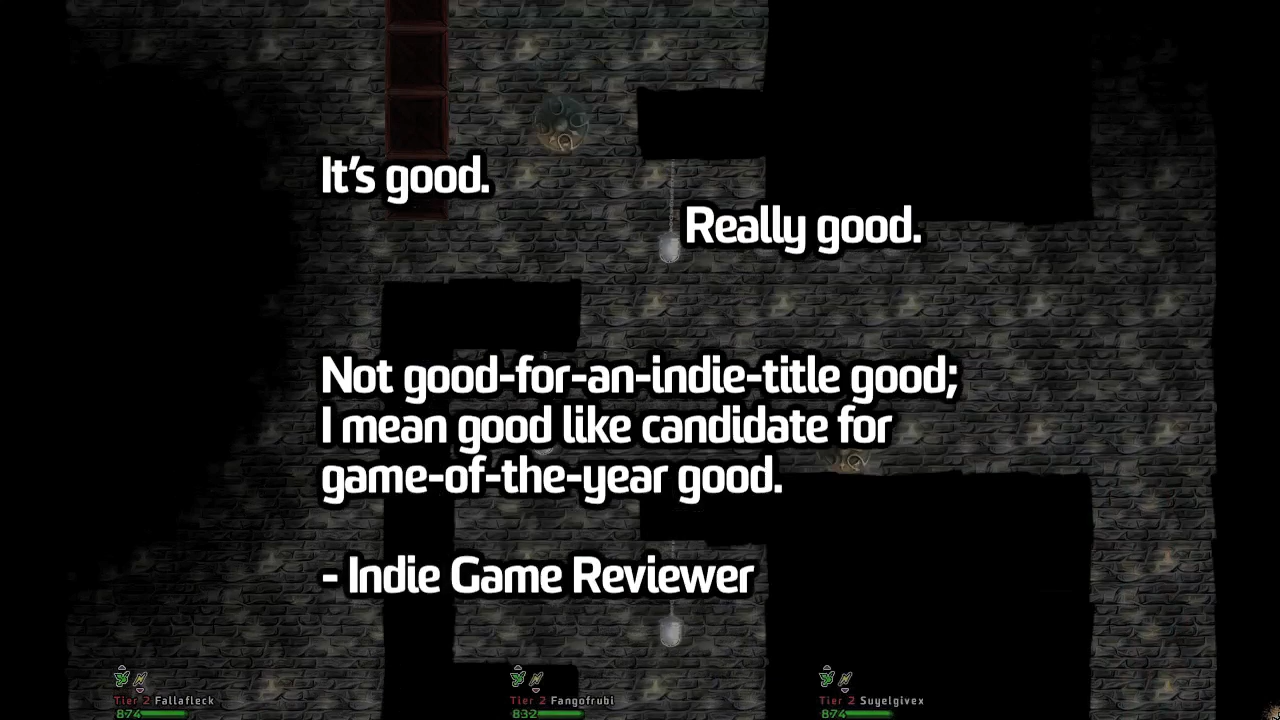 It's good.
Really good.
Not good-for-an-indie-title good;
I mean good like candidate for
game-of-the-year good.
- Indie Game Reviewer
Tier 2 Fallafleck
Tier 2 Fangofrubi
Tier 2 Suyelgivex
874
832
874